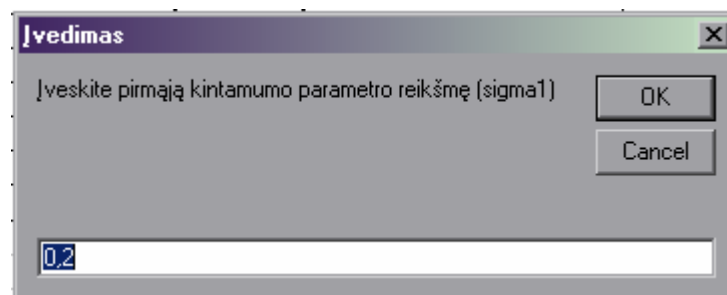 Įvedimas
Įveskite pirmąją kintamumo parametro reikšmę (sigma1)
OK
Cancel
0,2